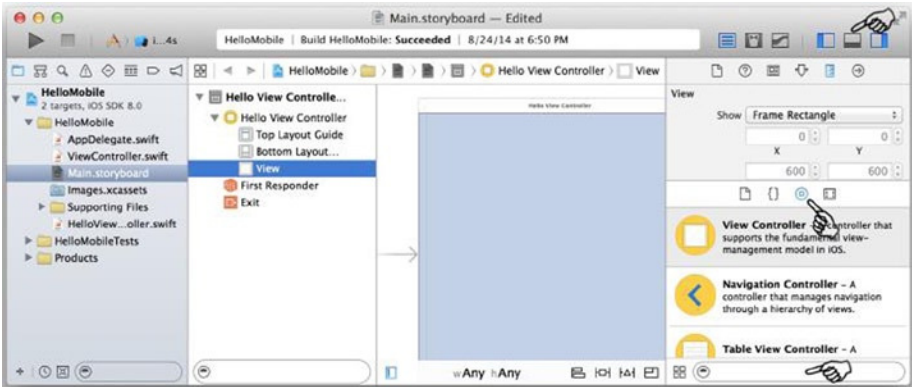 Main.storyboard — Edited
i...4s
HelloMobile | Build HelloMobile: Succeeded | 8/24/14 at 6:50 PM
HelloMobile
Hello View Controller
View
HelloMobile
2 targets, iOS SDK 8.0
HelloMobile
AppDelegate.swift
ViewController.swift
Main.storyboard
Images.xcassets
Supporting Files
HelloView...oller.swift
HelloMobileTests
Products
Hello View Controlle...
Hello View Controller
Top Layout Guide
Bottom Layout...
View
First Responder
Exit
Hello View Controller
wAny hAny
View
Show Frame Rectangle
0 0
X Y
600 600
{}
View Controller - controller that
supports the fundamental view-
management model in iOS.
Navigation Controller - A
controller that manages navigation
through a hierarchy of views.
Table View Controller - A